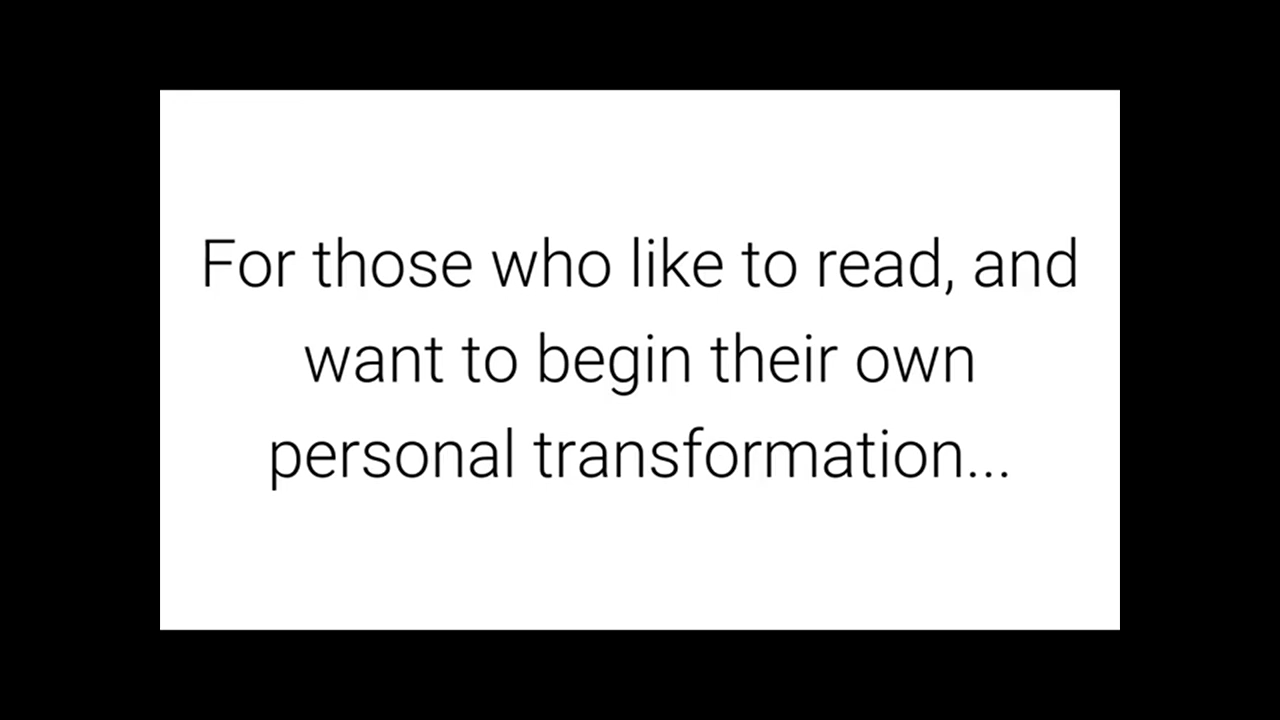 For those who like to read, and
want to begin their own
personal transformation...